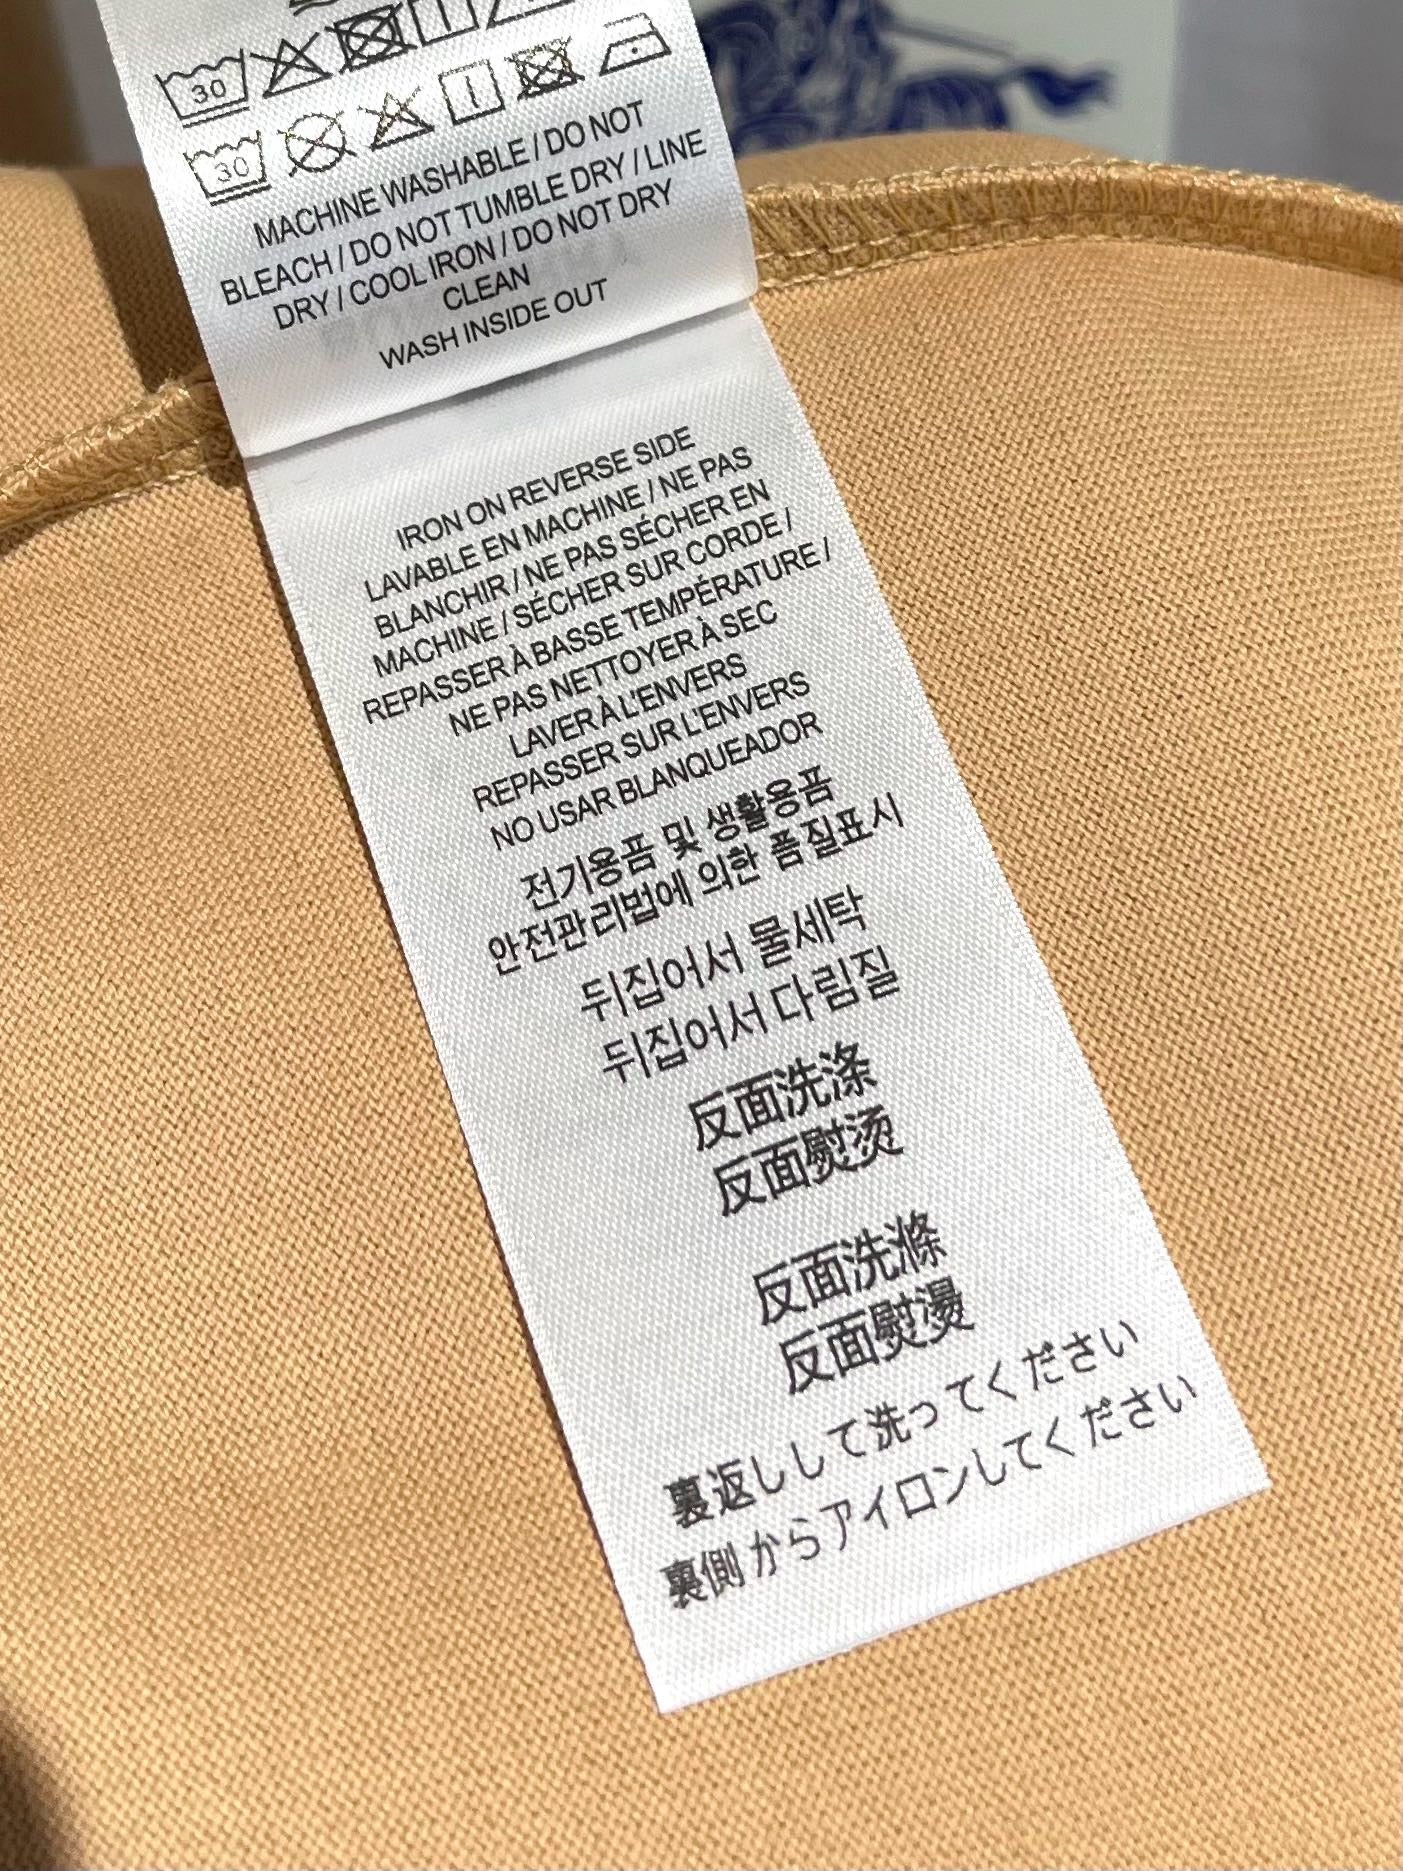 30
30
MACHINE WASHABLE / DO NOT
BLEACH / DO NOT TUMBLE DRY / LINE
DRY / COOL IRON / DO NOT DRY
CLEAN
WASH INSIDE OUT
IRON ON REVERSE SIDE
LAVABLE EN MACHINE / NE PAS
BLANCHIR / NE PAS SÉCHER EN
MACHINE / SÉCHER SUR CORDE /
REPASSER À BASSE TEMPÉRATURE /
NE PAS NETTOYER À SEC
LAVER À L'ENVERS
REPASSER SUR L'ENVERS
NO USAR BLANQUEADOR
전기용품 및 생활용품
안전관리법에 의한 품질표시
뒤집어서 물세탁
뒤집어서 다림질
反面洗涤
反面熨烫
反面洗滌
反面熨燙
裏返しして洗ってください
裏側からアイロンしてください